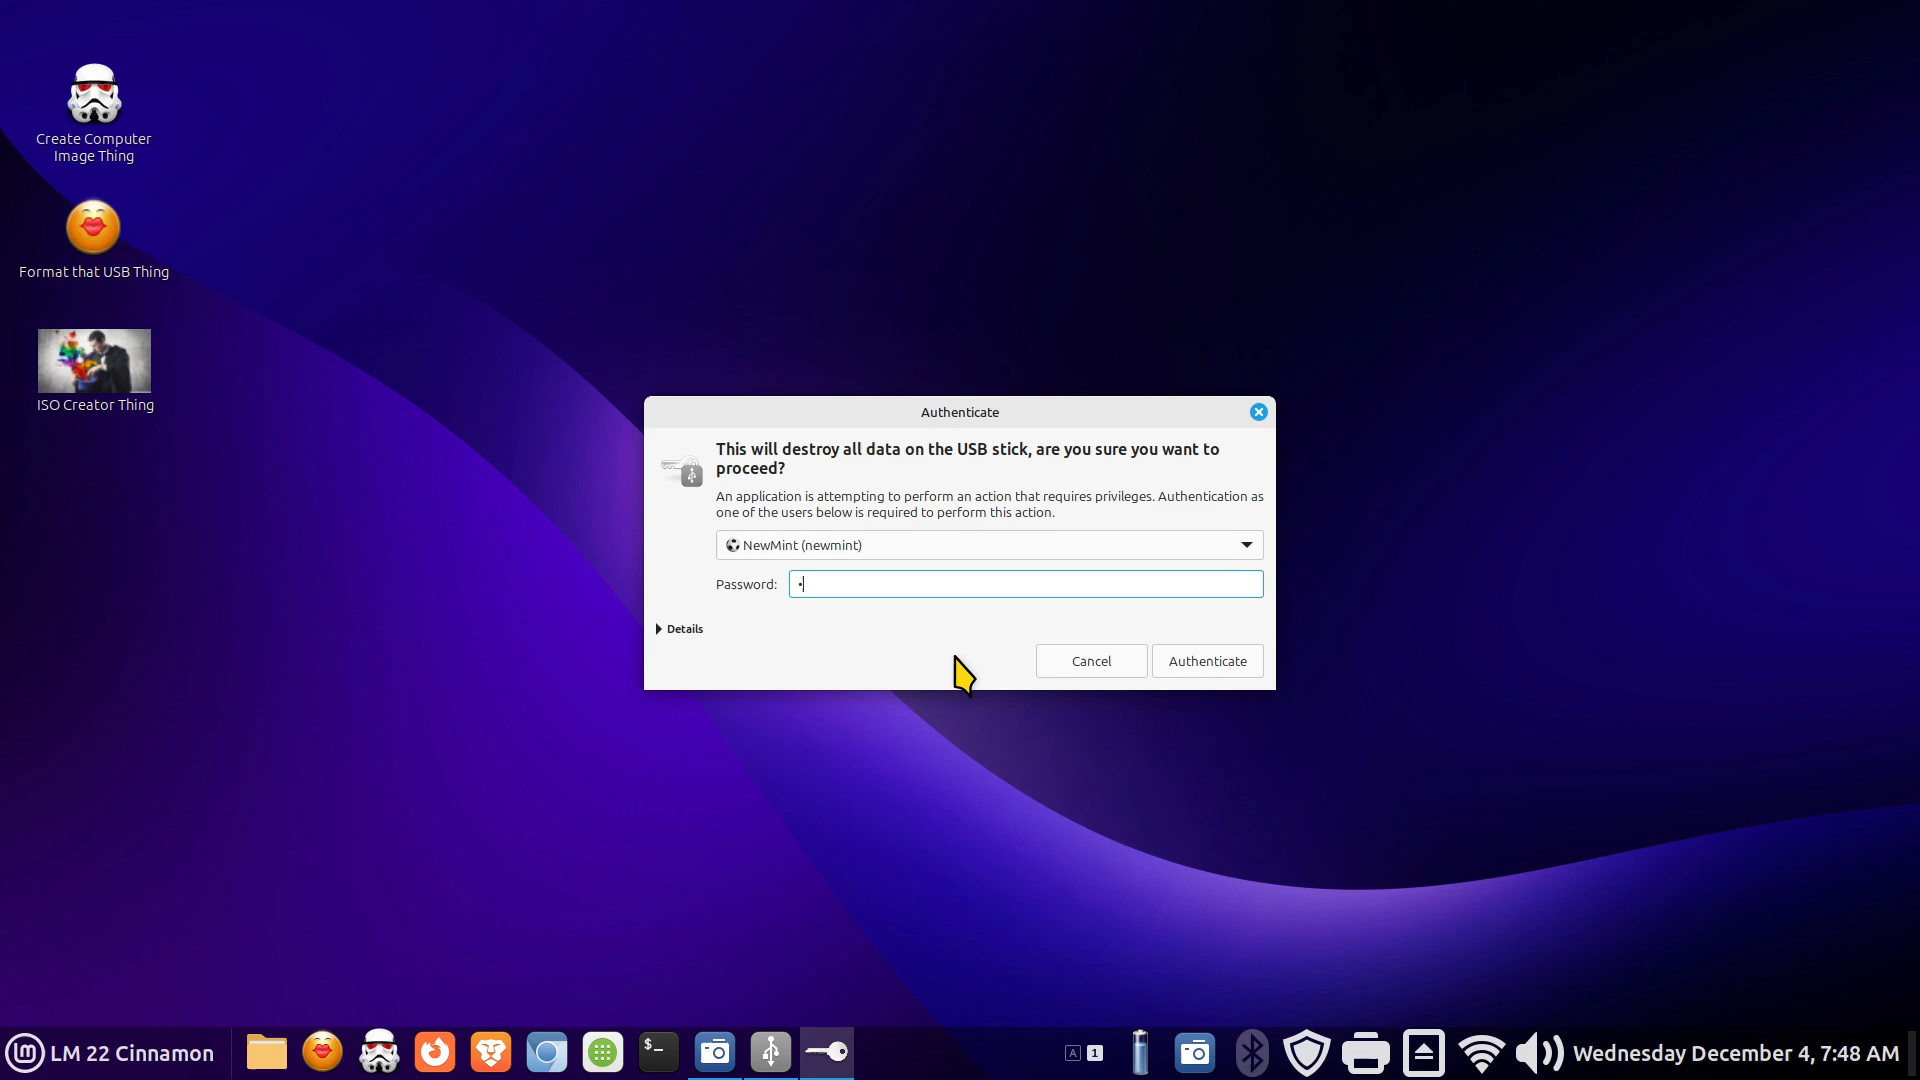 Create Computer
Image Thing
Format that USB Thing
ISO Creator Thing
Authenticate
This will destroy all data on the USB stick, are you sure you want to
proceed?
An application is attempting to perform an action that requires privileges. Authentication as
one of the users below is required to perform this action.
NewMint (newmint)
Password: •
Details
Cancel
Authenticate
LM 22 Cinnamon
$_
A
1
Wednesday December 4, 7:48 AM